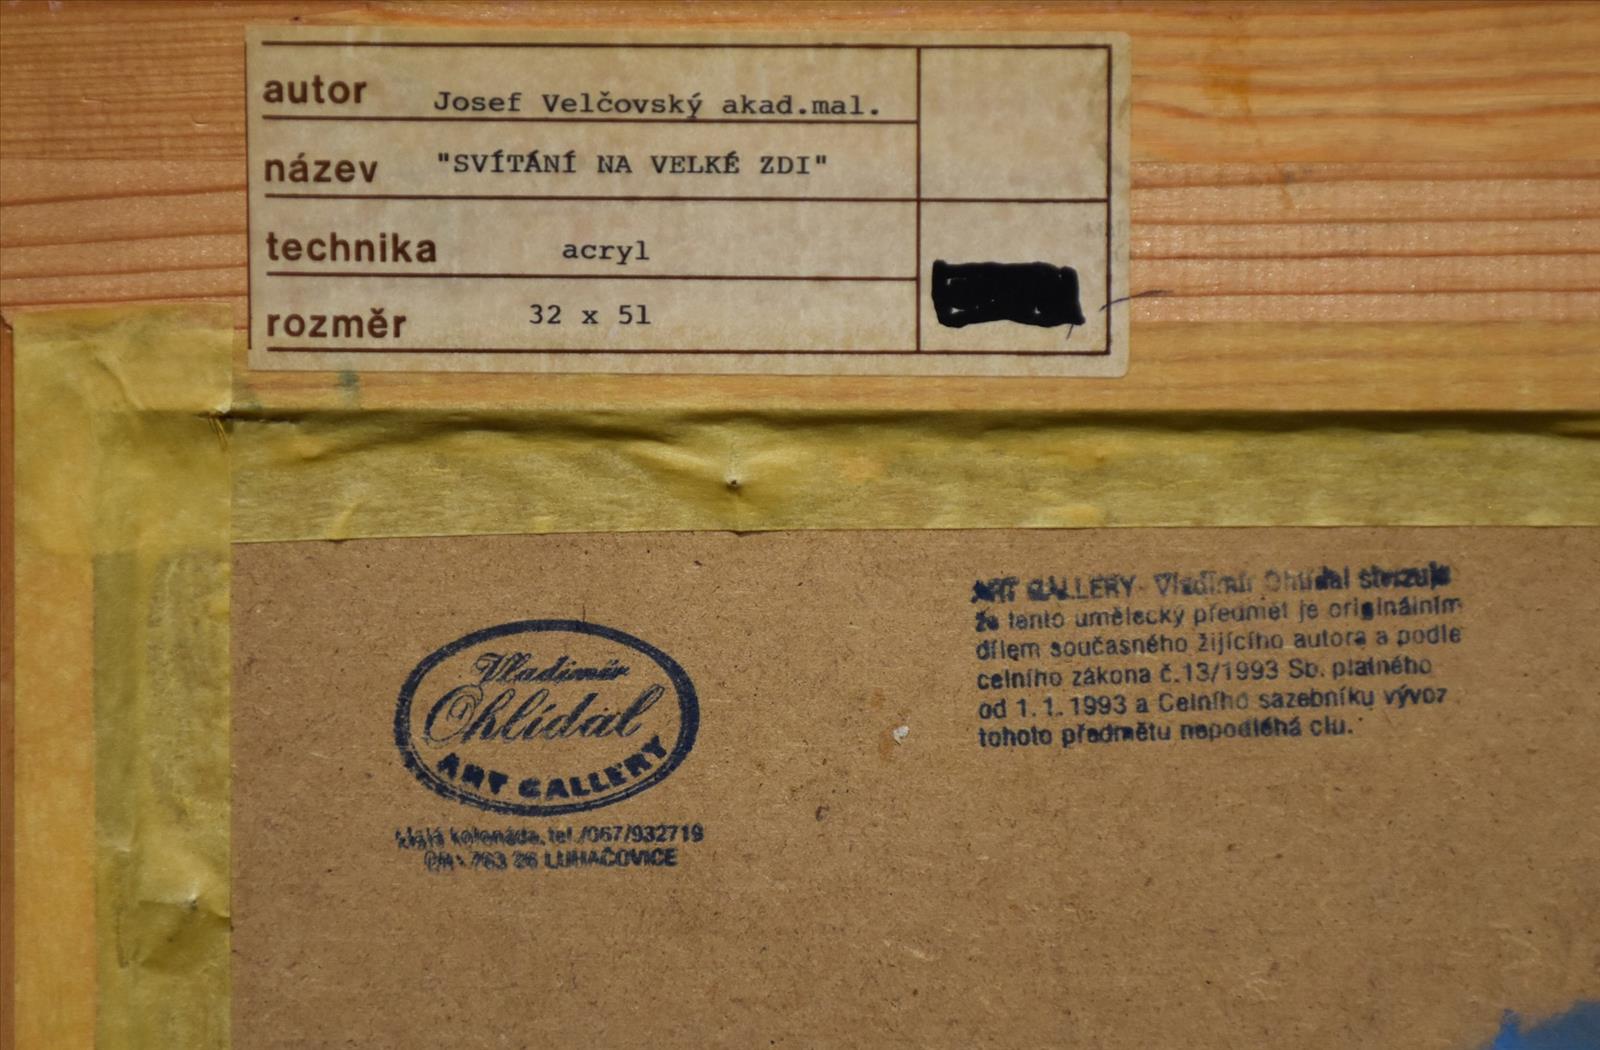 autor Josef Velčovský akad.mal.
název "SVÍTÁNÍ NA VELKÉ ZDI"
technika acryl
rozměr 32 x 51
Vladimír
Ohlídal
ART GALLERY
Malá kolonáda, tel./067/932719
763 26 LUHAČOVICE
ART GALLERY - Vladimír Ohlídal stvrzuje
že tento umělecký předmět je originálním
dílem současného žijícího autora a podle
celního zákona č.13/1993 Sb. platného
od 1.1.1993 a Celního sazebníku vývoz
tohoto předmětu nepodléhá clu.